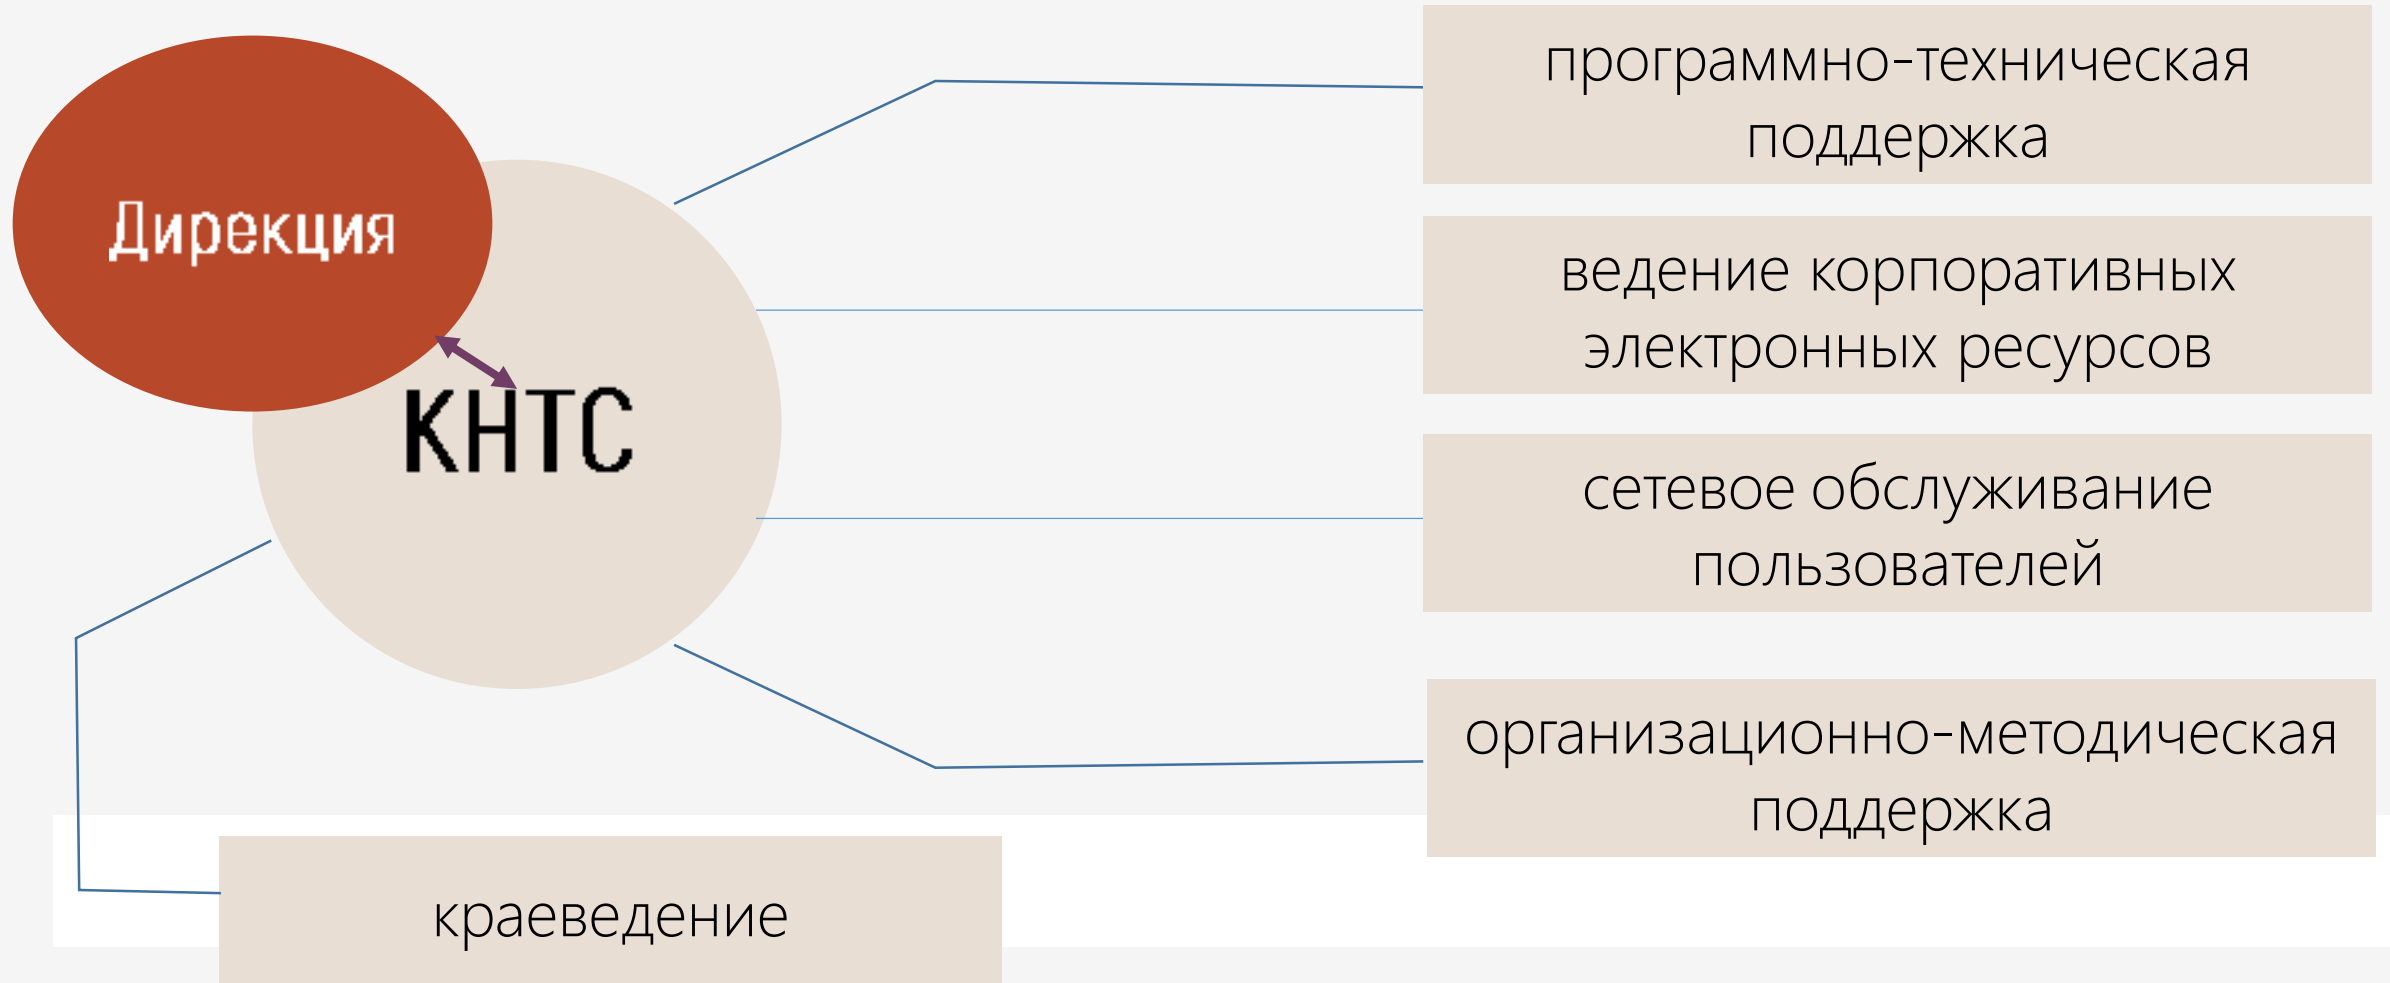 Дирекция
КНТС
программно-техническая
поддержка
ведение корпоративных
электронных ресурсов
сетевое обслуживание
пользователей
организационно-методическая
поддержка
краеведение